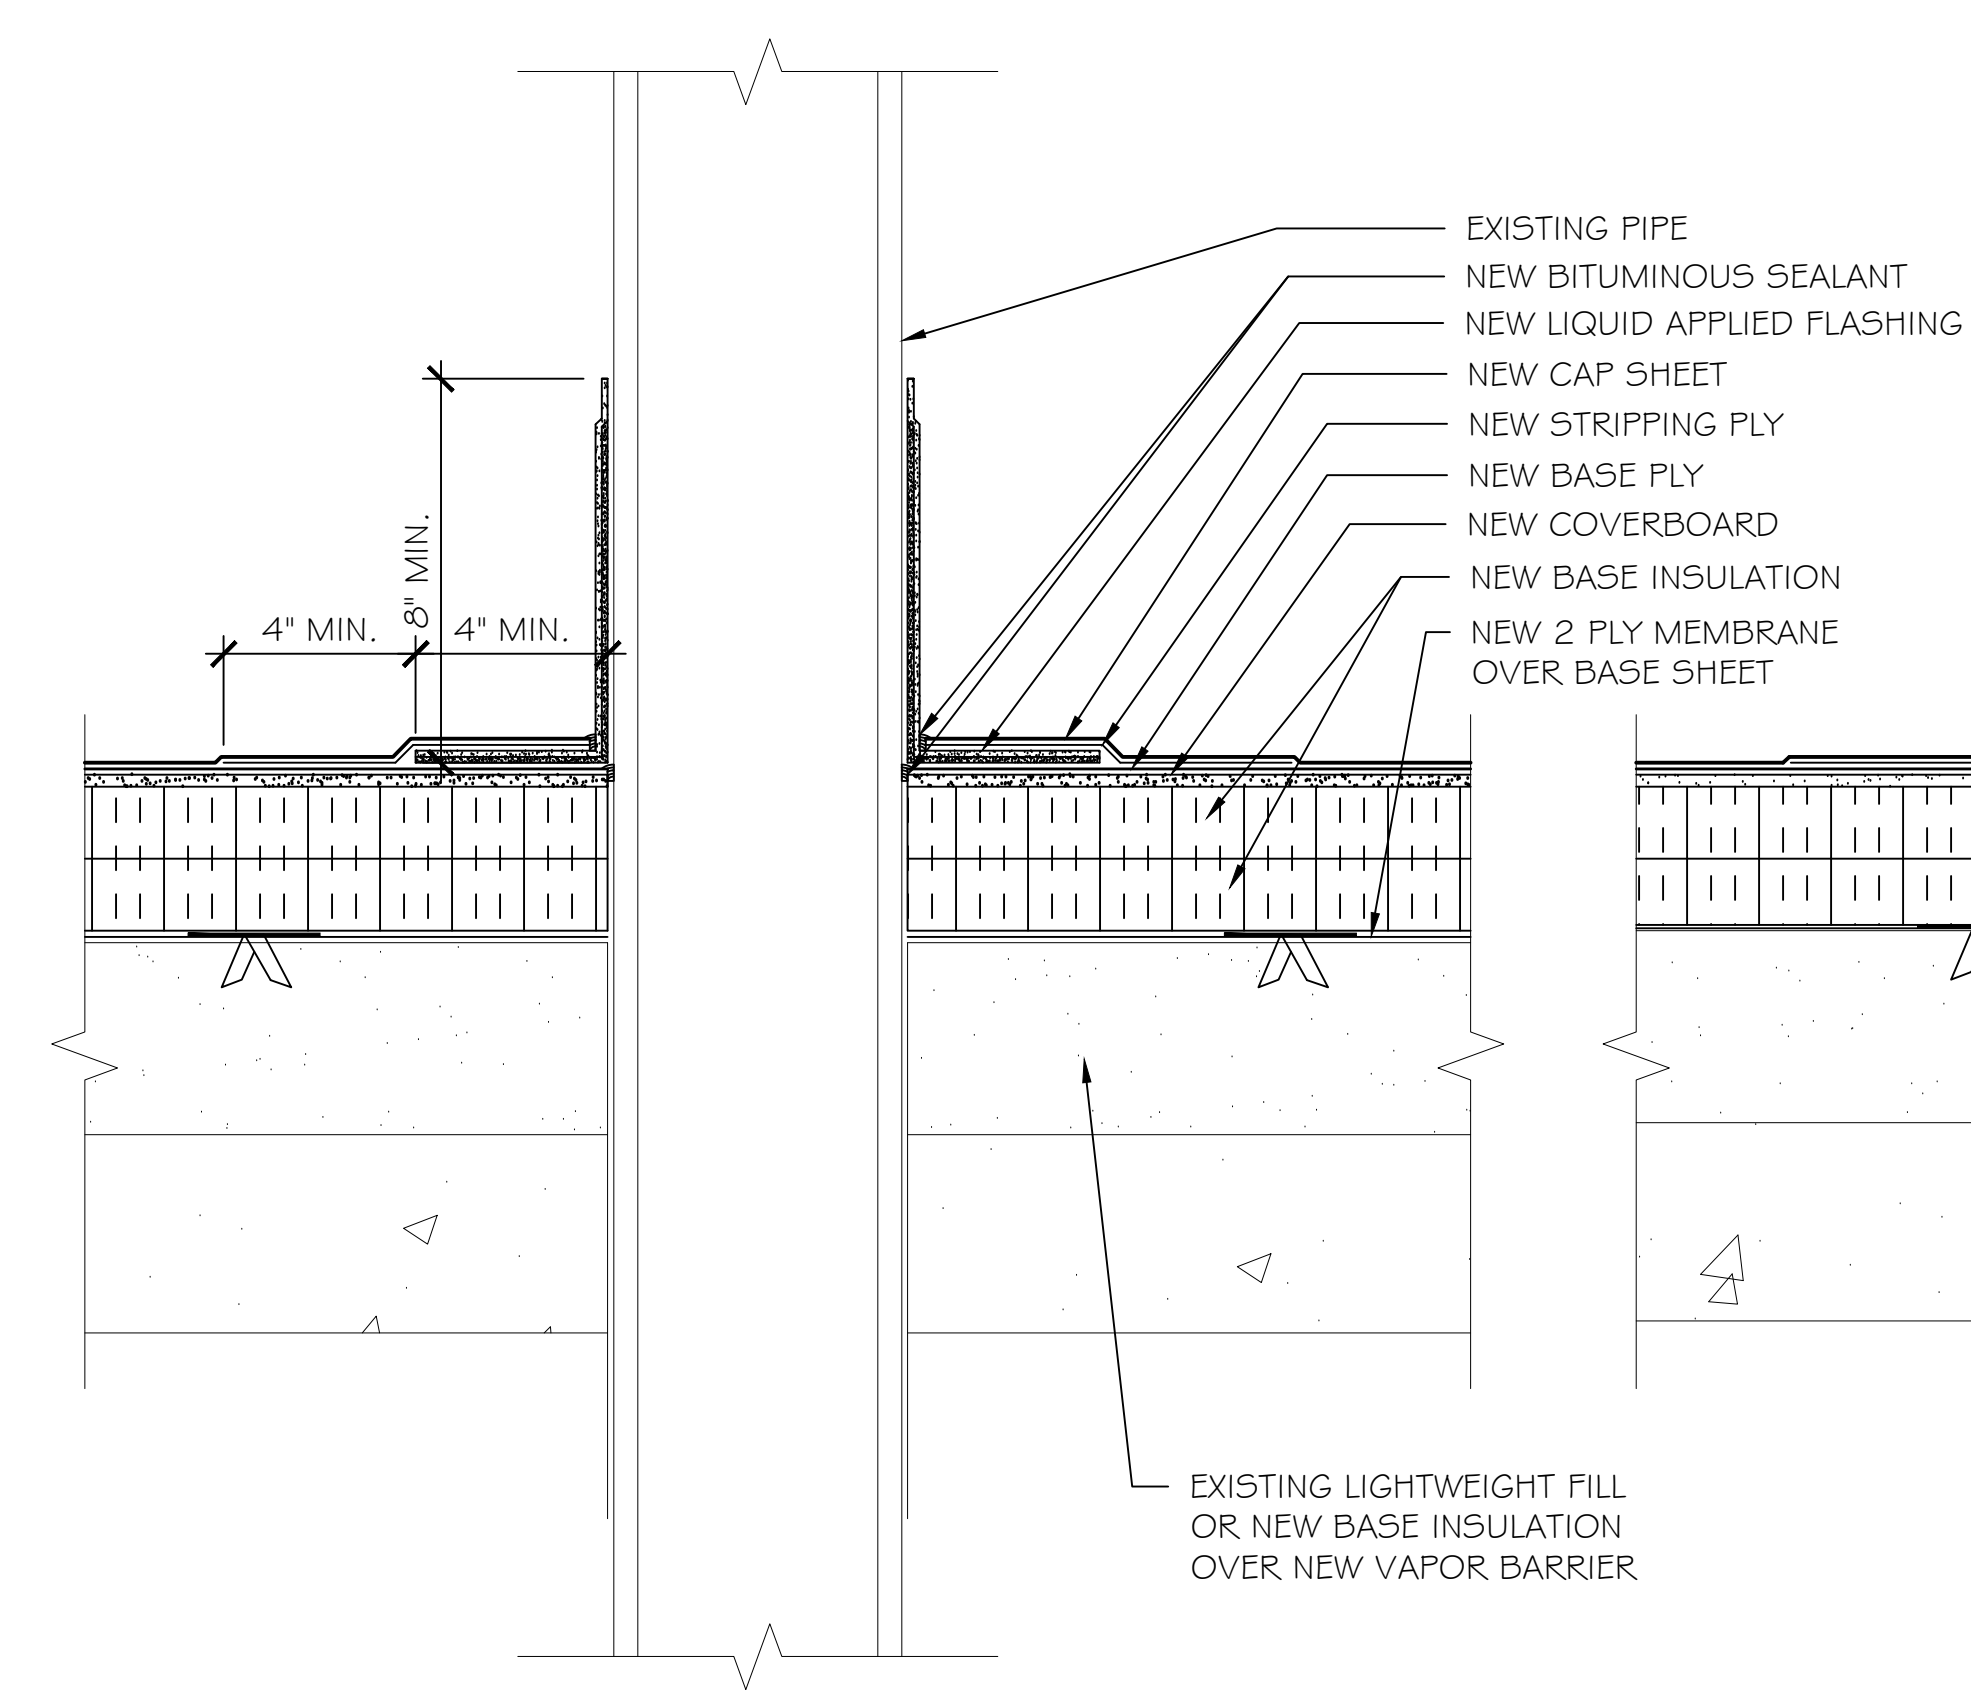 EXISTING PIPE
NEW BITUMINOUS SEALANT
NEW LIQUID APPLIED FLASHING
NEW CAP SHEET
NEW STRIPPING PLY
NEW BASE PLY
NEW COVERBOARD
NEW BASE INSULATION
NEW 2 PLY MEMBRANE
OVER BASE SHEET
8" MIN.
4" MIN.
4" MIN.
EXISTING LIGHTWEIGHT FILL
OR NEW BASE INSULATION
OVER NEW VAPOR BARRIER